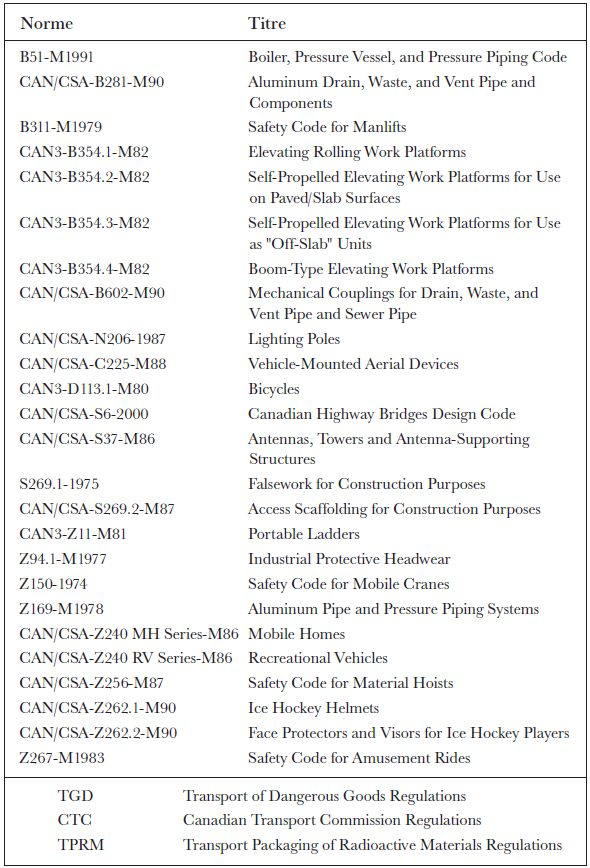 Norme Titre
B51-M1991 Boiler, Pressure Vessel, and Pressure Piping Code
CAN/CSA-B281-M90 Aluminum Drain, Waste, and Vent Pipe and
Components
B311-M1979 Safety Code for Manlifts
CAN3-B354.1-M82 Elevating Rolling Work Platforms
CAN3-B354.2-M82 Self-Propelled Elevating Work Platforms for Use
on Paved/Slab Surfaces
CAN3-B354.3-M82 Self-Propelled Elevating Work Platforms for Use
as "Off-Slab" Units
CAN3-B354.4-M82 Boom-Type Elevating Work Platforms
CAN/CSA-B602-M90 Mechanical Couplings for Drain, Waste, and
Vent Pipe and Sewer Pipe
CAN/CSA-N206-1987 Lighting Poles
CAN/CSA-C225-M88 Vehicle-Mounted Aerial Devices
CAN3-D113.1-M80 Bicycles
CAN/CSA-S6-2000 Canadian Highway Bridges Design Code
CAN/CSA-S37-M86 Antennas, Towers and Antenna-Supporting
Structures
S269.1-1975 Falsework for Construction Purposes
CAN/CSA-S269.2-M87 Access Scaffolding for Construction Purposes
CAN3-Z11-M81 Portable Ladders
Z94.1-M1977 Industrial Protective Headwear
Z150-1974 Safety Code for Mobile Cranes
Z169-M1978 Aluminum Pipe and Pressure Piping Systems
CAN/CSA-Z240 MH Series-M86 Mobile Homes
CAN/CSA-Z240 RV Series-M86 Recreational Vehicles
CAN/CSA-Z256-M87 Safety Code for Material Hoists
CAN/CSA-Z262.1-M90 Ice Hockey Helmets
CAN/CSA-Z262.2-M90 Face Protectors and Visors for Ice Hockey Players
Z267-M1983 Safety Code for Amusement Rides
TGD Transport of Dangerous Goods Regulations
CTC Canadian Transport Commission Regulations
TPRM Transport Packaging of Radioactive Materials Regulations